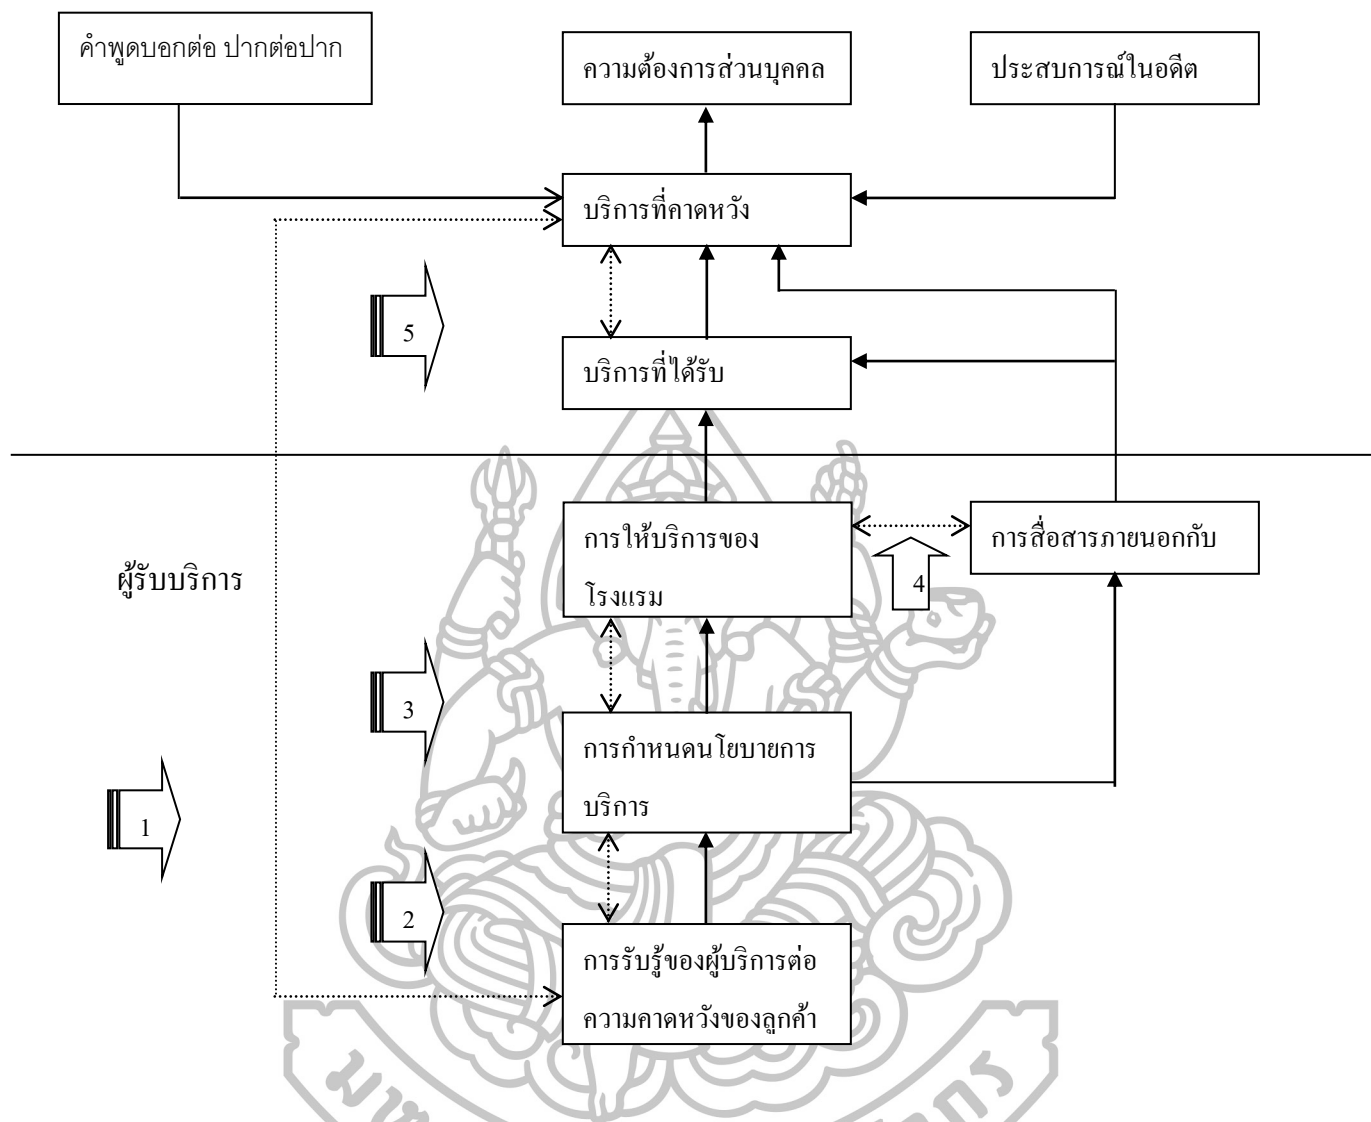 คำพูดบอกต่อ ปากต่อปาก
ความต้องการส่วนบุคคล
ประสบการณ์ในอดีต
บริการที่คาดหวัง
5
บริการที่ได้รับ
การให้บริการของ
โรงแรม
การสื่อสารภายนอกกับ
4
ผู้รับบริการ
3
การกำหนดนโยบายการ
บริการ
1
2
การรับรู้ของผู้บริการต่อ
ความคาดหวังของลูกค้า